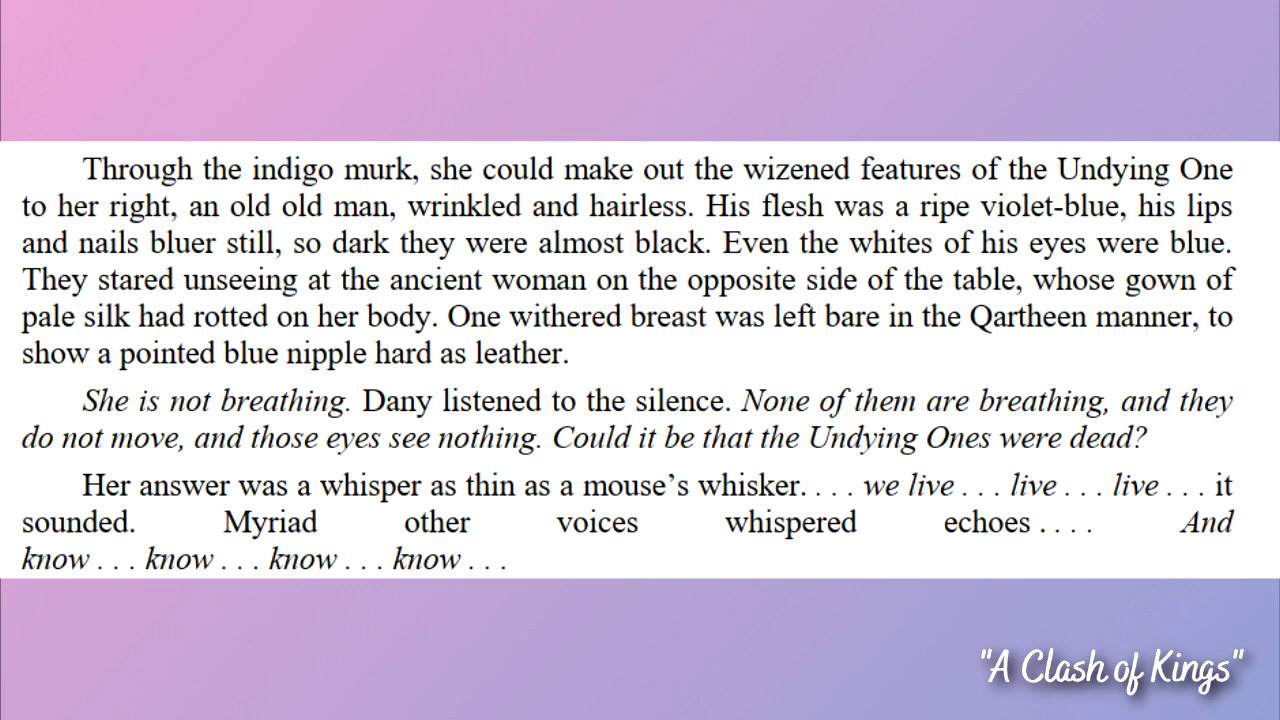 Through the indigo murk, she could make out the wizened features of the Undying One
to her right, an old old man, wrinkled and hairless. His flesh was a ripe violet-blue, his lips
and nails bluer still, so dark they were almost black. Even the whites of his eyes were blue.
They stared unseeing at the ancient woman on the opposite side of the table, whose gown of
pale silk had rotted on her body. One withered breast was left bare in the Qartheen manner, to
show a pointed blue nipple hard as leather.
She is not breathing. Dany listened to the silence. None of them are breathing, and they
do not move, and those eyes see nothing. Could it be that the Undying Ones were dead?
Her answer was a whisper as thin as a mouse’s whisker. . . . we live . . . live . . . live . . . it
sounded. Myriad other voices whispered echoes . . . . And
know . . . know . . . know . . . know . . .
"A Clash of Kings"